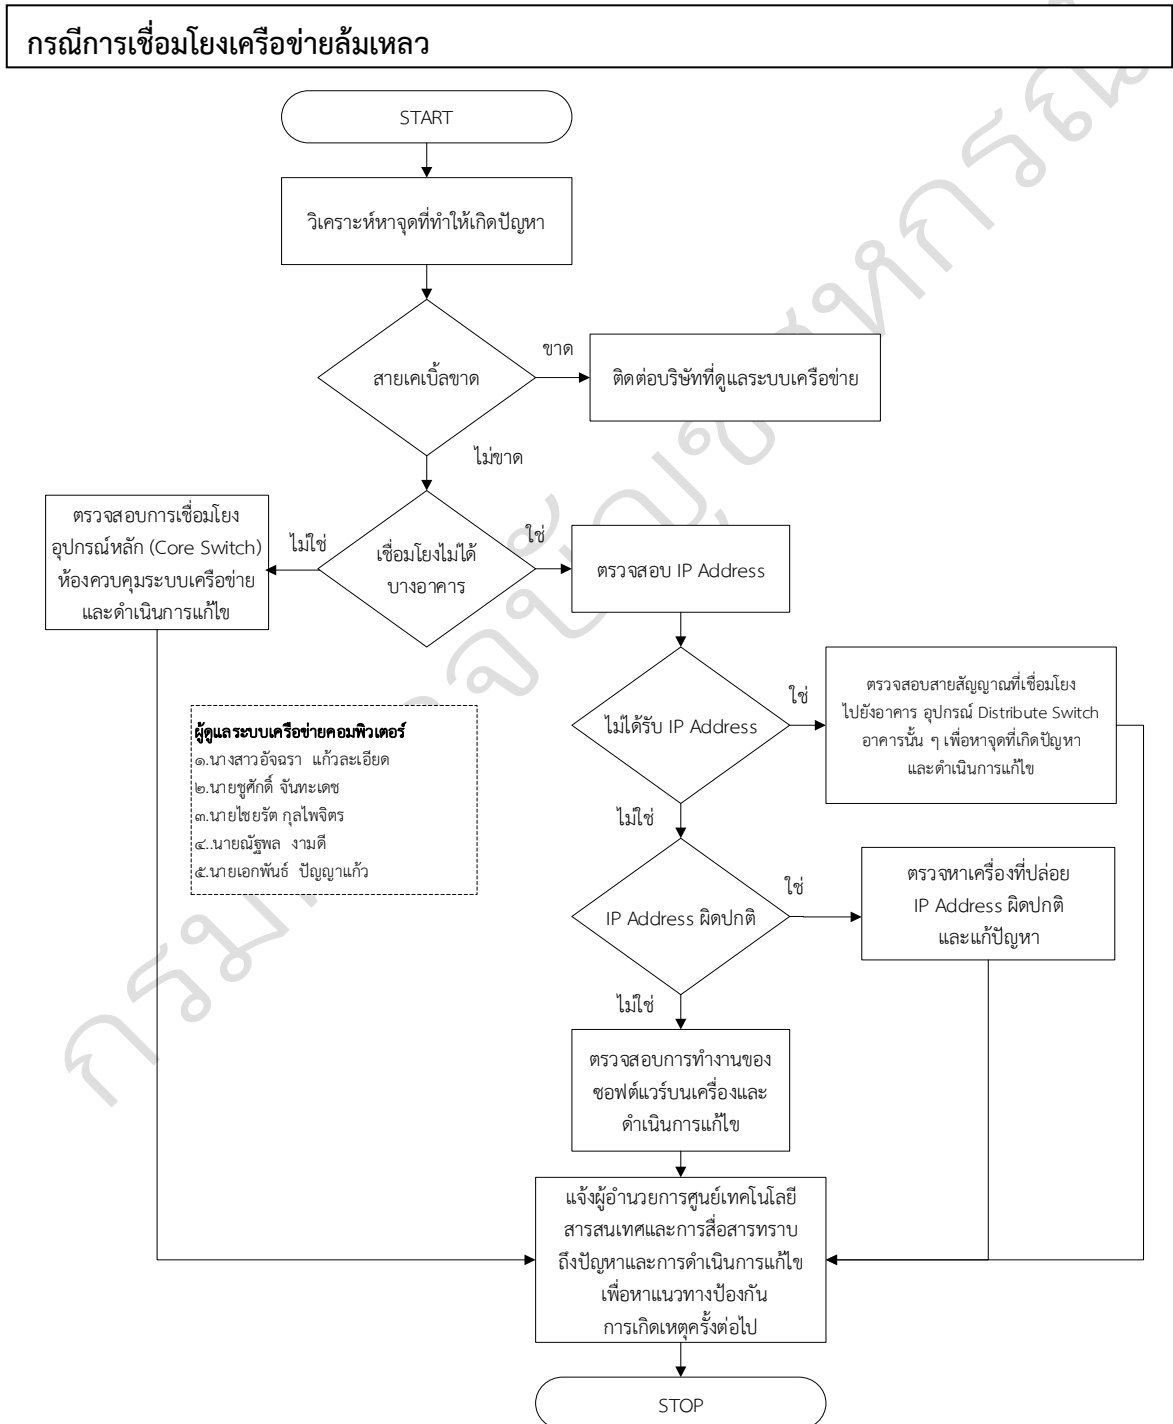 กรณีการเชื่อมโยงเครือข่ายล้มเหลว
START
วิเคราะห์หาจุดที่ทำให้เกิดปัญหา
สายเคเบิ้ลขาด
ขาด
ติดต่อบริษัทที่ดูแลระบบเครือข่าย
ไม่ขาด
ตรวจสอบการเชื่อมโยง
อุปกรณ์หลัก (Core Switch)
ห้องควบคุมระบบเครือข่าย
และดำเนินการแก้ไข
ไม่ใช่
เชื่อมโยงไม่ได้
บางอาคาร
ใช่
ตรวจสอบ IP Address
ไม่ได้รับ IP Address
ใช่
ตรวจสอบสายสัญญาณที่เชื่อมโยง
ไปยังอาคาร อุปกรณ์ Distribute Switch
อาคารนั้น ๆ เพื่อหาจุดที่เกิดปัญหา
และดำเนินการแก้ไข
ผู้ดูแลระบบเครือข่ายคอมพิวเตอร์
๑.นางสาวอัจฉรา แก้วละเอียด
๒.นายชูศักดิ์ จันทะเดช
๓.นายไชยรัต กุลไพจิตร
๔..นายณัฐพล งามดี
๕.นายเอกพันธ์ ปัญญาแก้ว
ไม่ใช่
IP Address ผิดปกติ
ใช่
ตรวจหาเครื่องที่ปล่อย
IP Address ผิดปกติ
และแก้ปัญหา
ไม่ใช่
ตรวจสอบการทำงานของ
ซอฟต์แวร์บนเครื่องและ
ดำเนินการแก้ไข
แจ้งผู้อำนวยการศูนย์เทคโนโลยี
สารสนเทศและการสื่อสารทราบ
ถึงปัญหาและการดำเนินการแก้ไข
เพื่อหาแนวทางป้องกัน
การเกิดเหตุครั้งต่อไป
STOP